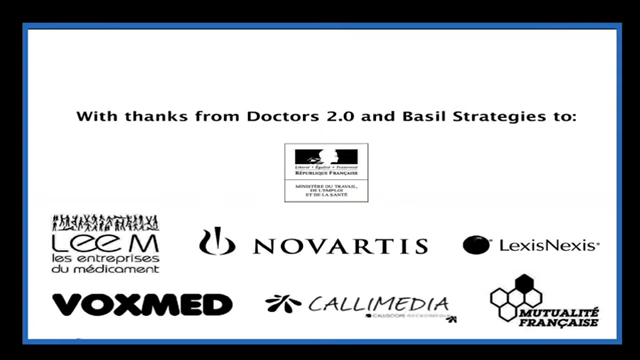 With thanks from Doctors 2.0 and Basil Strategies to:
Liberté • Égalité • Fraternité
RÉPUBLIQUE FRANÇAISE
MINISTÈRE DU TRAVAIL,
DE L'EMPLOI
ET DE LA SANTÉ
LEEM
les entreprises
du médicament
NOVARTIS
LexisNexis®
VOXMED
CALLIMEDIA
MUTUALITÉ
FRANÇAISE